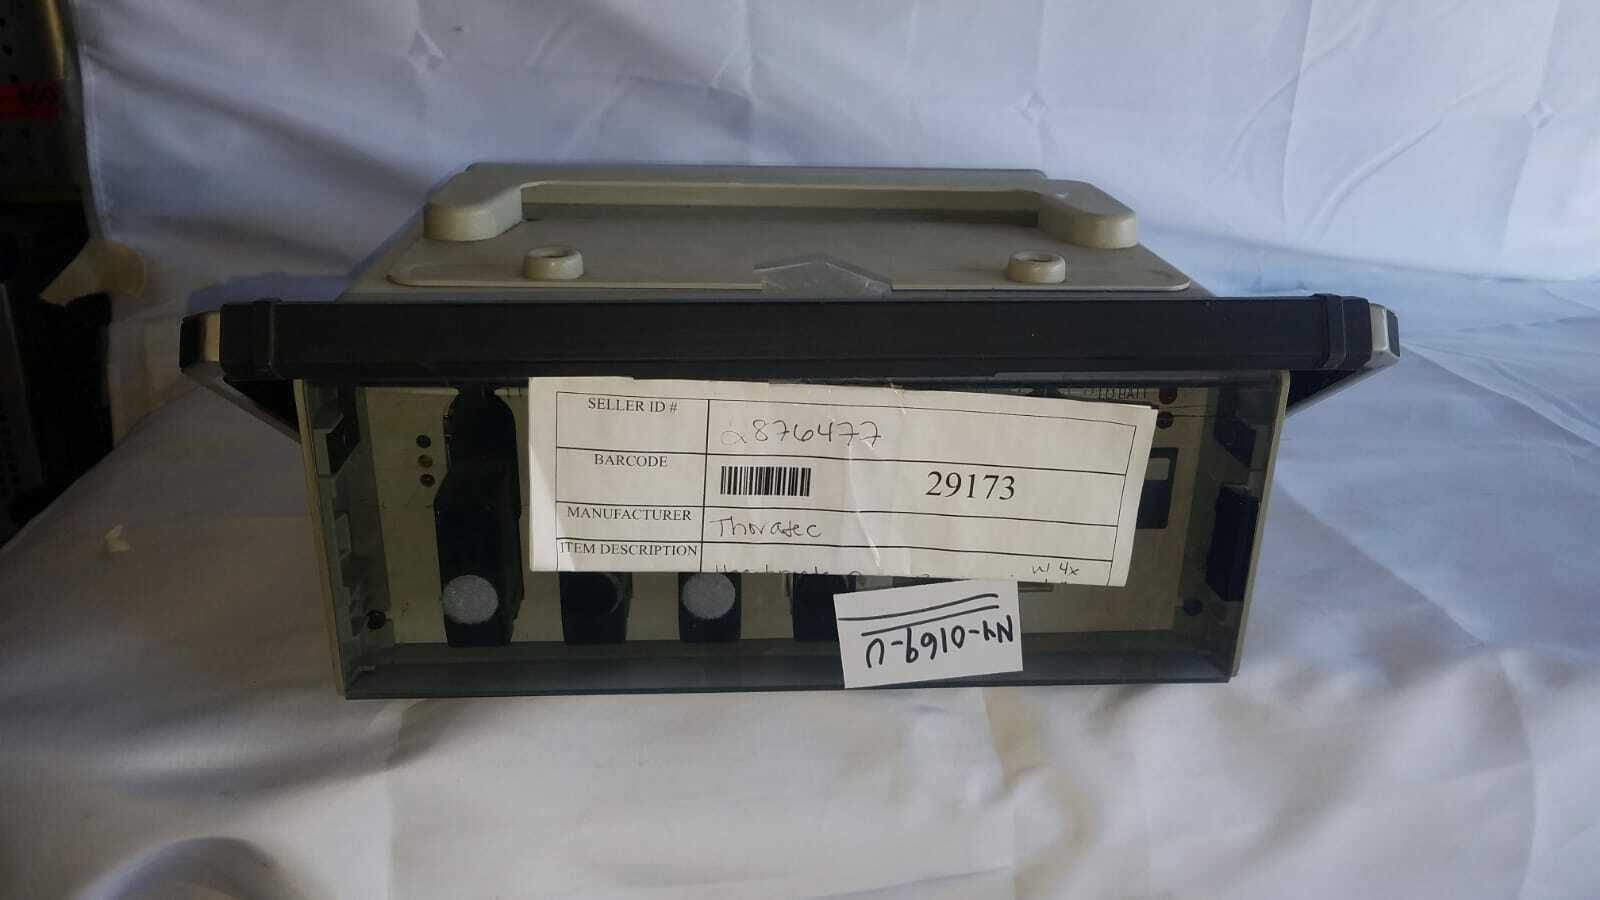 SELLER ID #
2876477
BARCODE
29173
MANUFACTURER
Thoratec
ITEM DESCRIPTION
w/ 4x
NY-0169-U